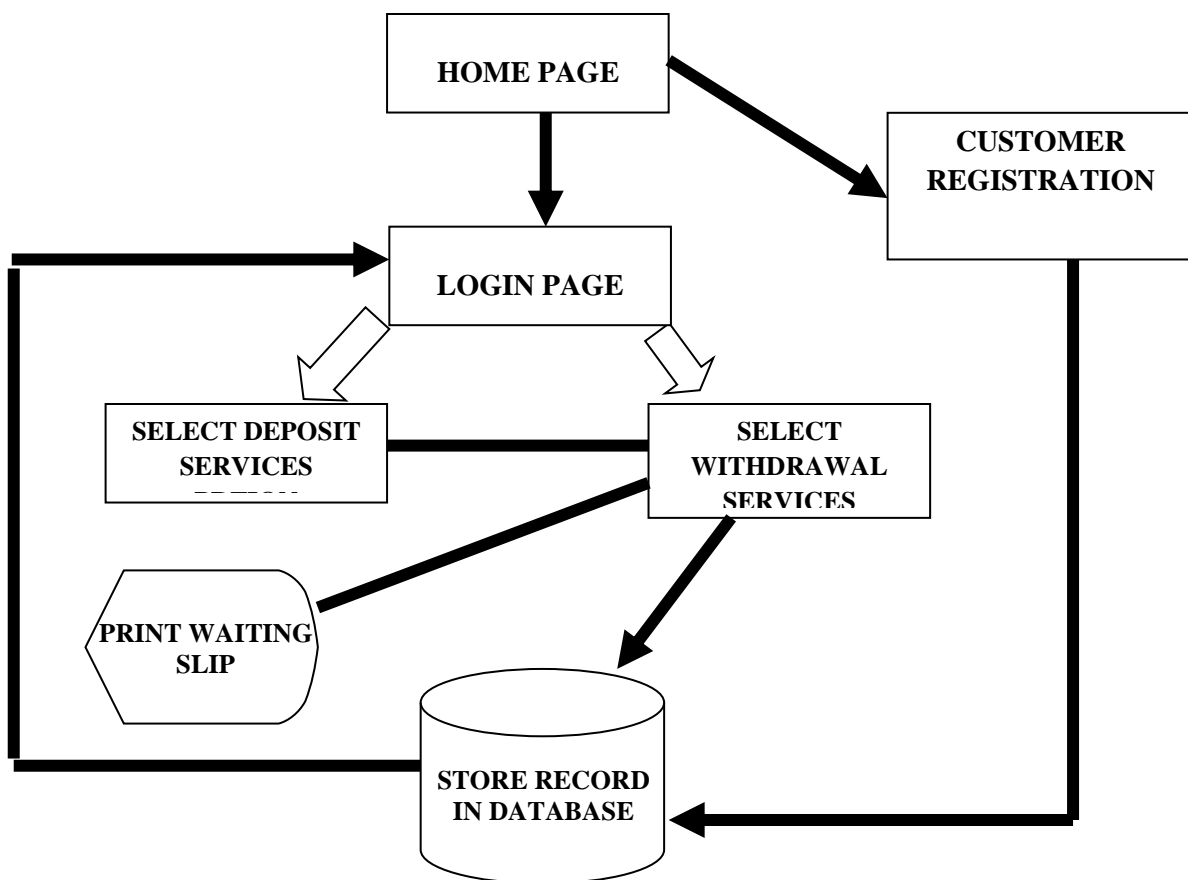 HOME PAGE
CUSTOMER
REGISTRATION
LOGIN PAGE
SELECT DEPOSIT
SERVICES
SELECT
WITHDRAWAL
SERVICES
PRINT WAITING
SLIP
STORE RECORD
IN DATABASE